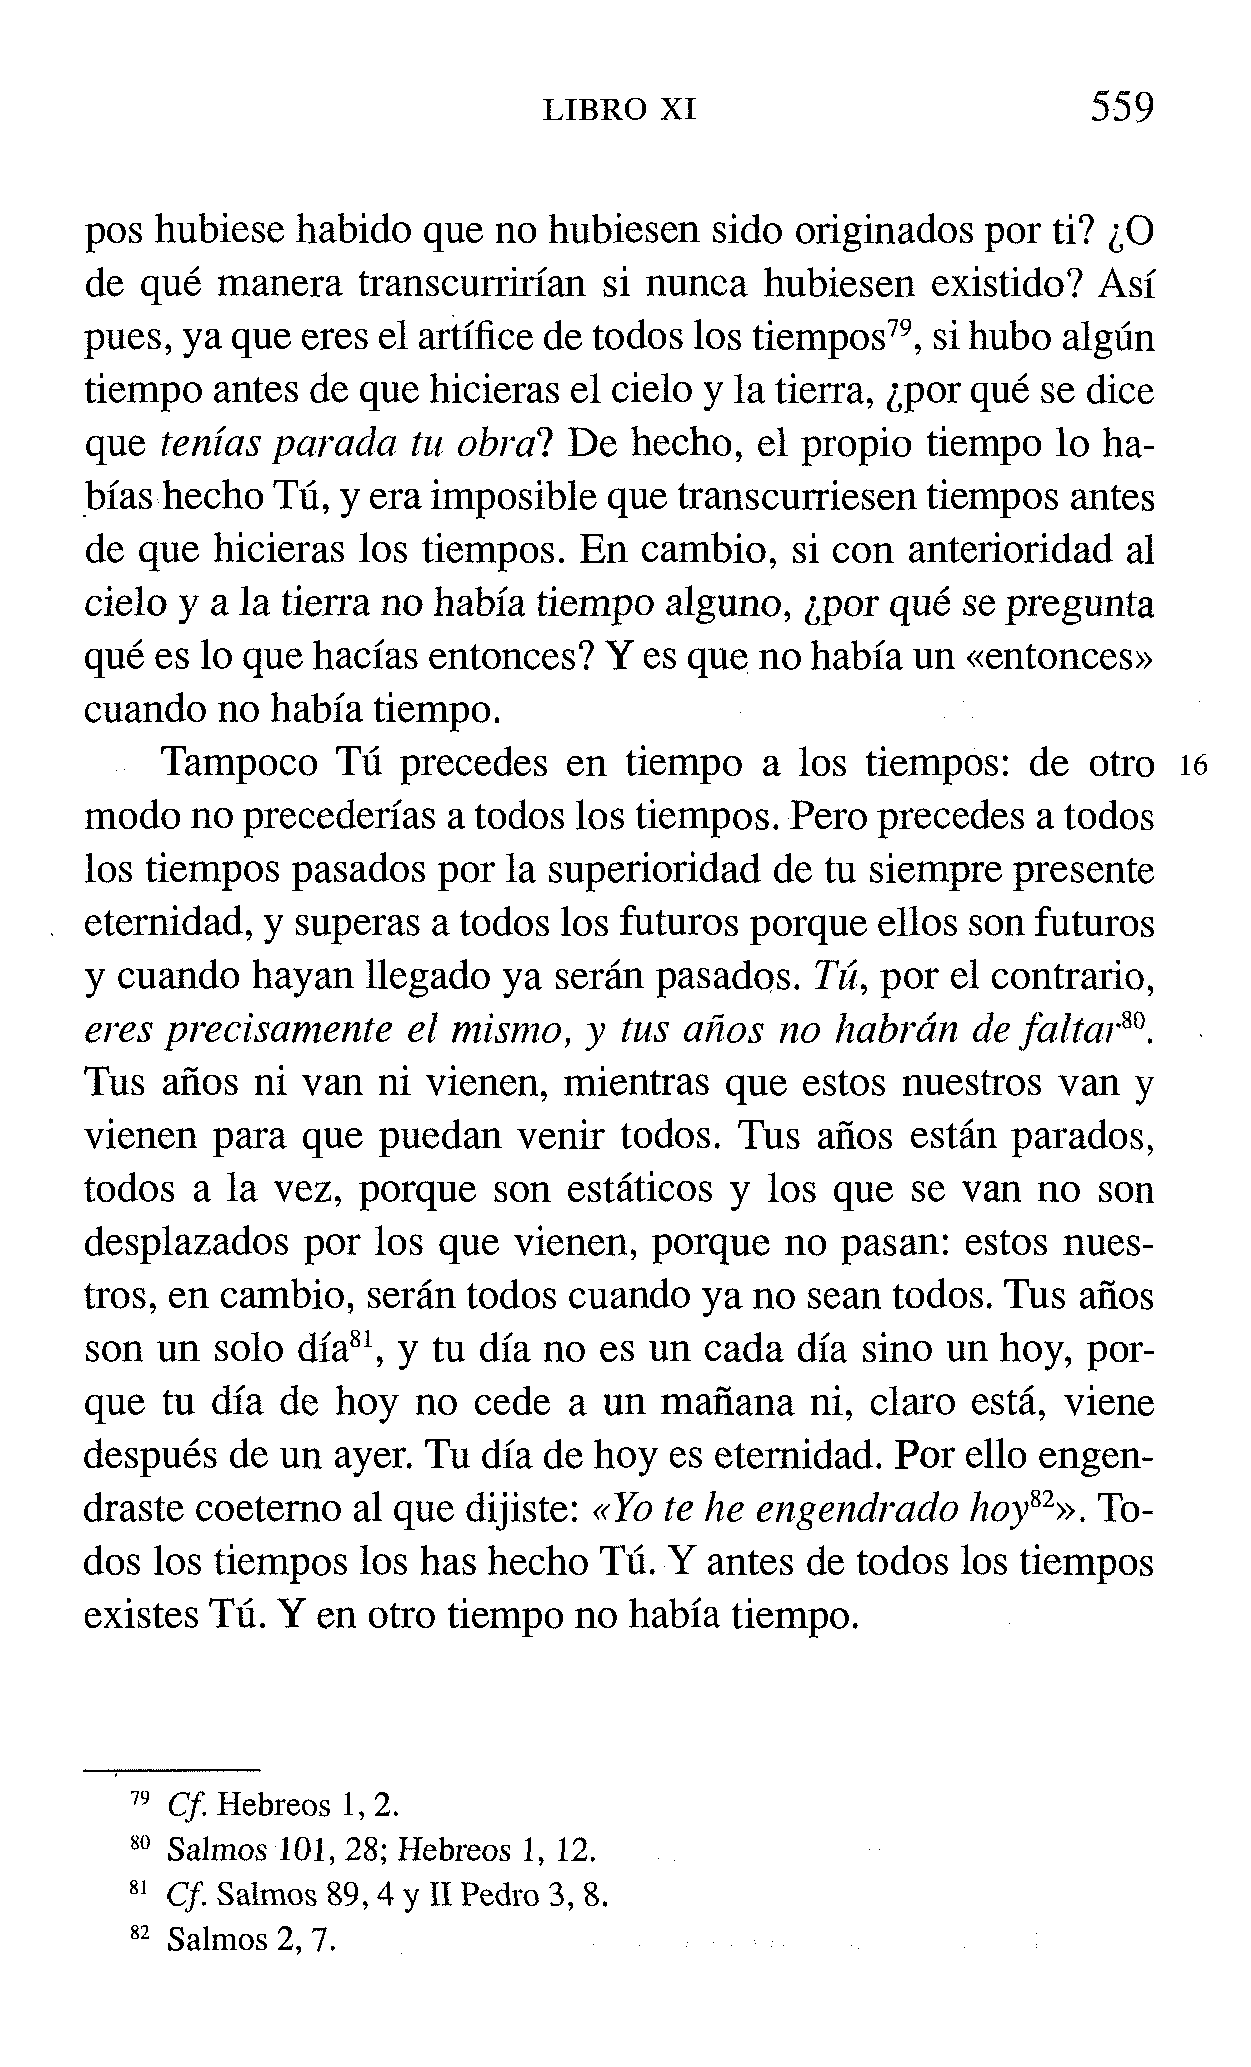 LIBRO XI 559
pos hubiese habido que no hubiesen sido originados por ti? ¿O
de qué manera transcurrirían si nunca hubiesen existido? Así
pues, ya que eres el artífice de todos los tiempos⁷⁹, si hubo algún
tiempo antes de que hicieras el cielo y la tierra, ¿por qué se dice
que tenías parada tu obra? De hecho, el propio tiempo lo ha-
bías hecho Tú, y era imposible que transcurriesen tiempos antes
de que hicieras los tiempos. En cambio, si con anterioridad al
cielo y a la tierra no había tiempo alguno, ¿por qué se pregunta
qué es lo que hacías entonces? Y es que no había un «entonces»
cuando no había tiempo.
Tampoco Tú precedes en tiempo a los tiempos: de otro 16
modo no precederías a todos los tiempos. Pero precedes a todos
los tiempos pasados por la superioridad de tu siempre presente
eternidad, y superas a todos los futuros porque ellos son futuros
y cuando hayan llegado ya serán pasados. Tú, por el contrario,
eres precisamente el mismo, y tus años no habrán de faltar⁸⁰.
Tus años ni van ni vienen, mientras que estos nuestros van y
vienen para que puedan venir todos. Tus años están parados,
todos a la vez, porque son estáticos y los que se van no son
desplazados por los que vienen, porque no pasan: estos nues-
tros, en cambio, serán todos cuando ya no sean todos. Tus años
son un solo día⁸¹, y tu día no es un cada día sino un hoy, por-
que tu día de hoy no cede a un mañana ni, claro está, viene
después de un ayer. Tu día de hoy es eternidad. Por ello engen-
draste coeterno al que dijiste: «Yo te he engendrado hoy⁸²». To-
dos los tiempos los has hecho Tú. Y antes de todos los tiempos
existes Tú. Y en otro tiempo no había tiempo.
⁷⁹ Cf. Hebreos 1, 2.
⁸⁰ Salmos 101, 28; Hebreos 1, 12.
⁸¹ Cf. Salmos 89, 4 y II Pedro 3, 8.
⁸² Salmos 2, 7.